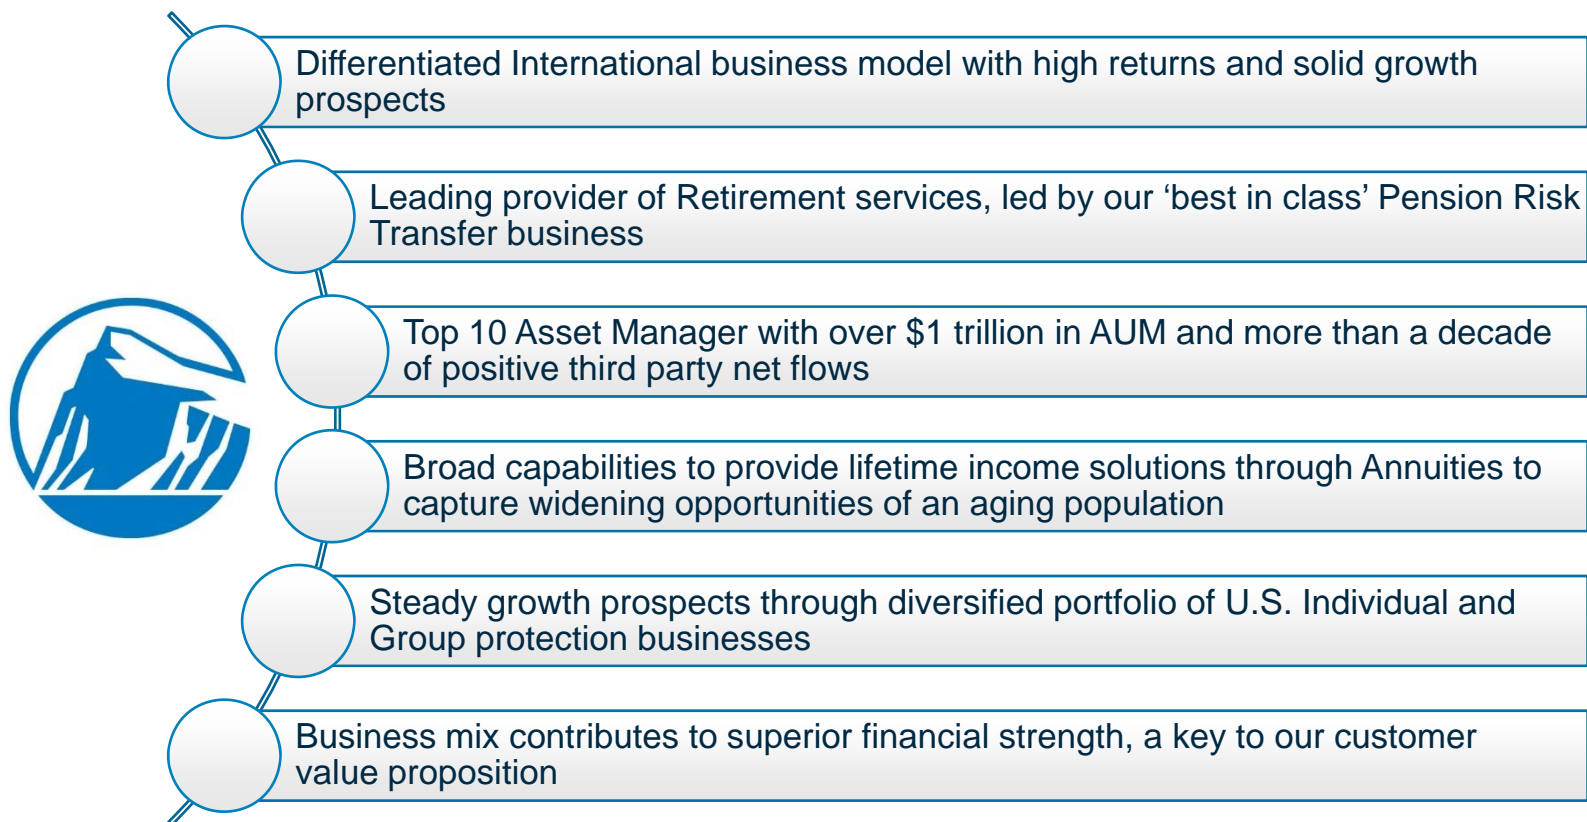 Differentiated International business model with high returns and solid growth
prospects
Leading provider of Retirement services, led by our ‘best in class’ Pension Risk
Transfer business
Top 10 Asset Manager with over $1 trillion in AUM and more than a decade
of positive third party net flows
Broad capabilities to provide lifetime income solutions through Annuities to
capture widening opportunities of an aging population
Steady growth prospects through diversified portfolio of U.S. Individual and
Group protection businesses
Business mix contributes to superior financial strength, a key to our customer
value proposition